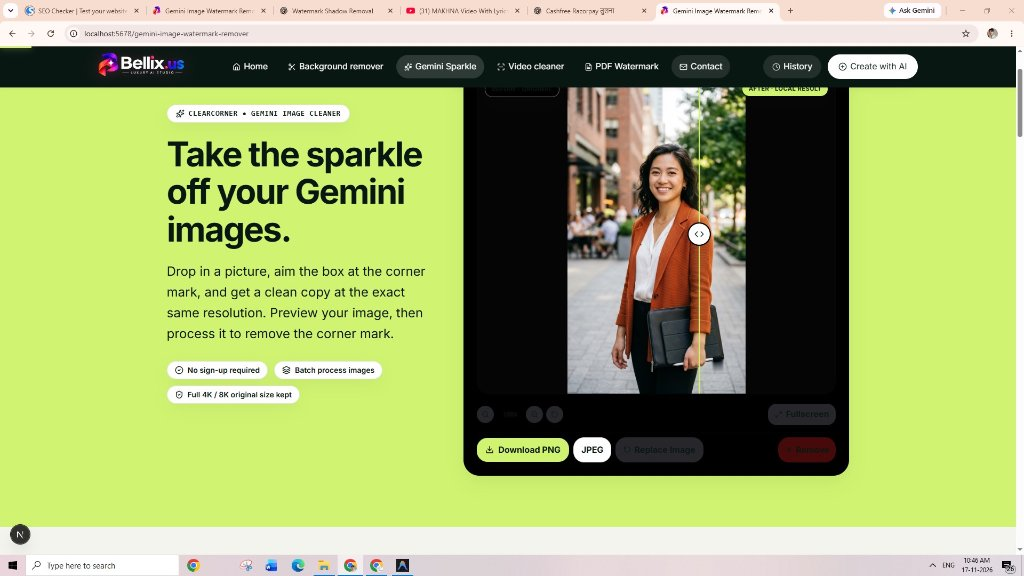 SEO Checker | Test your websit
Gemini Image Watermark Rem
Watermark Shadow Removal
(31) MAKHNA Video With Lyric
Cashfree Razorpay तुलना
Gemini Image Watermark Rem
Ask Gemini
localhost:5678/gemini-image-watermark-remover
Bellix.us
LUXURY AI STUDIO
Home
Background remover
Gemini Sparkle
Video cleaner
PDF Watermark
Contact
History
Create with AI
CLEARCORNER • GEMINI IMAGE CLEANER
Take the sparkle
off your Gemini
images.
Drop in a picture, aim the box at the corner
mark, and get a clean copy at the exact
same resolution. Preview your image, then
process it to remove the corner mark.
No sign-up required
Batch process images
Full 4K / 8K original size kept
AFTER · LOCAL RESULT
100%
Fullscreen
Download PNG
JPEG
Replace Image
Remove
N
Type here to search
ENG
10:46 AM
17-11-2026
26